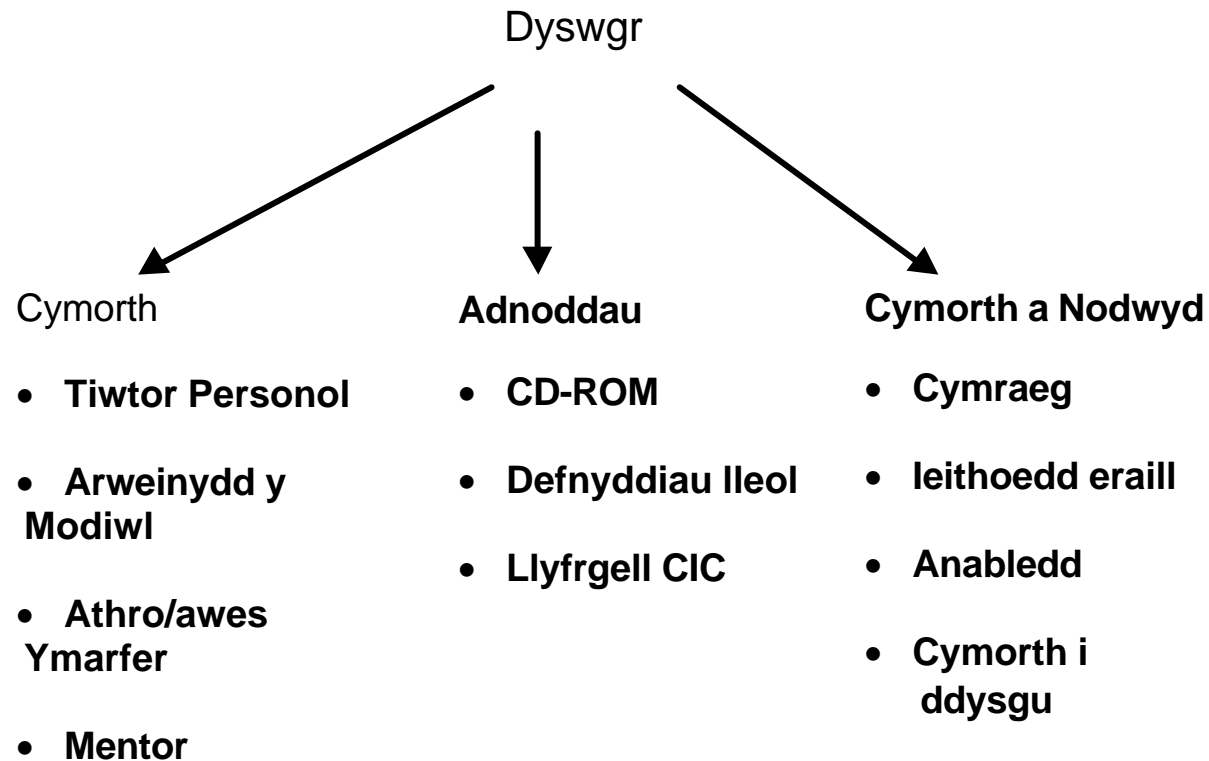 Dyswgr
Cymorth
• Tiwtor Personol
• Arweinydd y
Modiwl
• Athro/awes
Ymarfer
• Mentor
Adnoddau
• CD-ROM
• Defnyddiau lleol
• Llyfrgell CIC
Cymorth a Nodwyd
• Cymraeg
• Ieithoedd eraill
• Anabledd
• Cymorth i
ddysgu